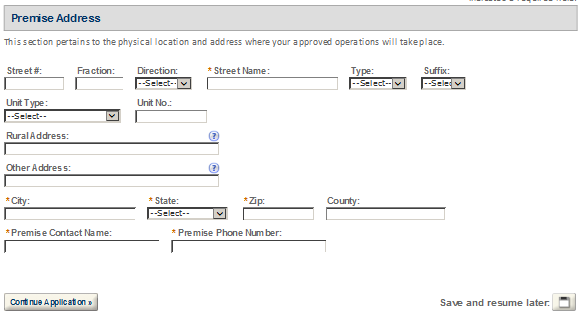 Premise Address
This section pertains to the physical location and address where your approved operations will take place.
Street #: Fraction: Direction: * Street Name: Type: Suffix:
--Select-- --Select-- --Selec
Unit Type: Unit No.:
--Select--
Rural Address: ?
Other Address: ?
* City: * State: * Zip: County:
--Select--
* Premise Contact Name: * Premise Phone Number:
Continue Application » Save and resume later: